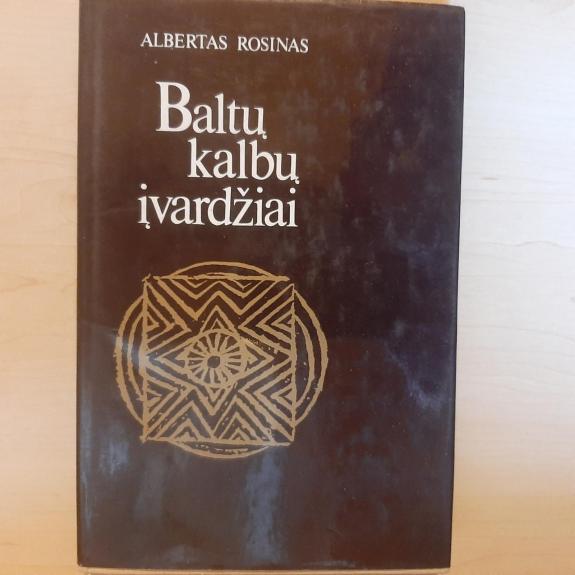 ALBERTAS ROSINAS
Baltų
kalbų
įvardžiai